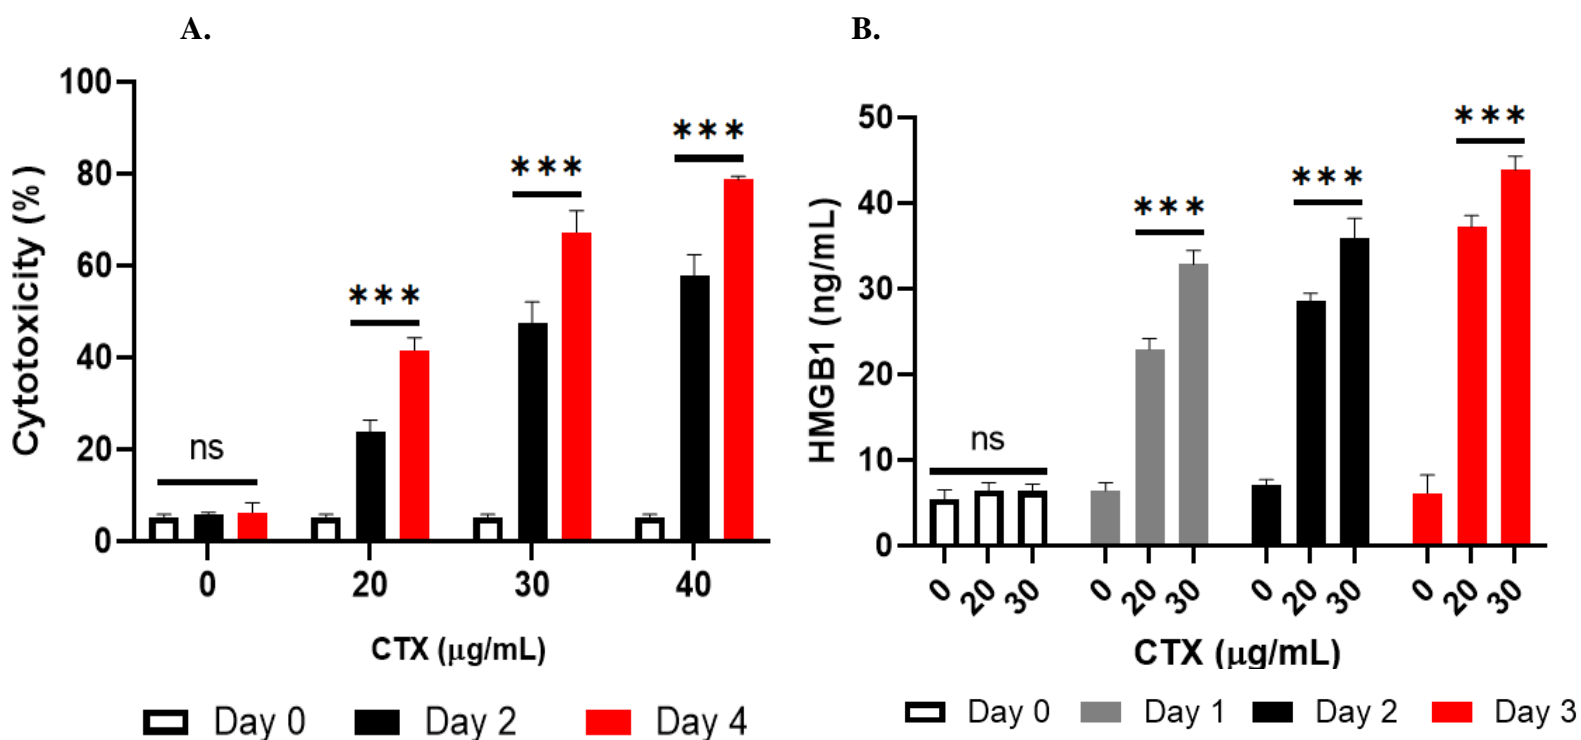 A.
100
80
60
40
20
0
Cytotoxicity (%)
ns
***
***
***
0 20 30 40
CTX (μg/mL)
Day 0 Day 2 Day 4
B.
50
40
30
20
10
0
HMGB1 (ng/mL)
ns
***
***
***
0 20 30 0 20 30 0 20 30 0 20 30
CTX (μg/mL)
Day 0 Day 1 Day 2 Day 3